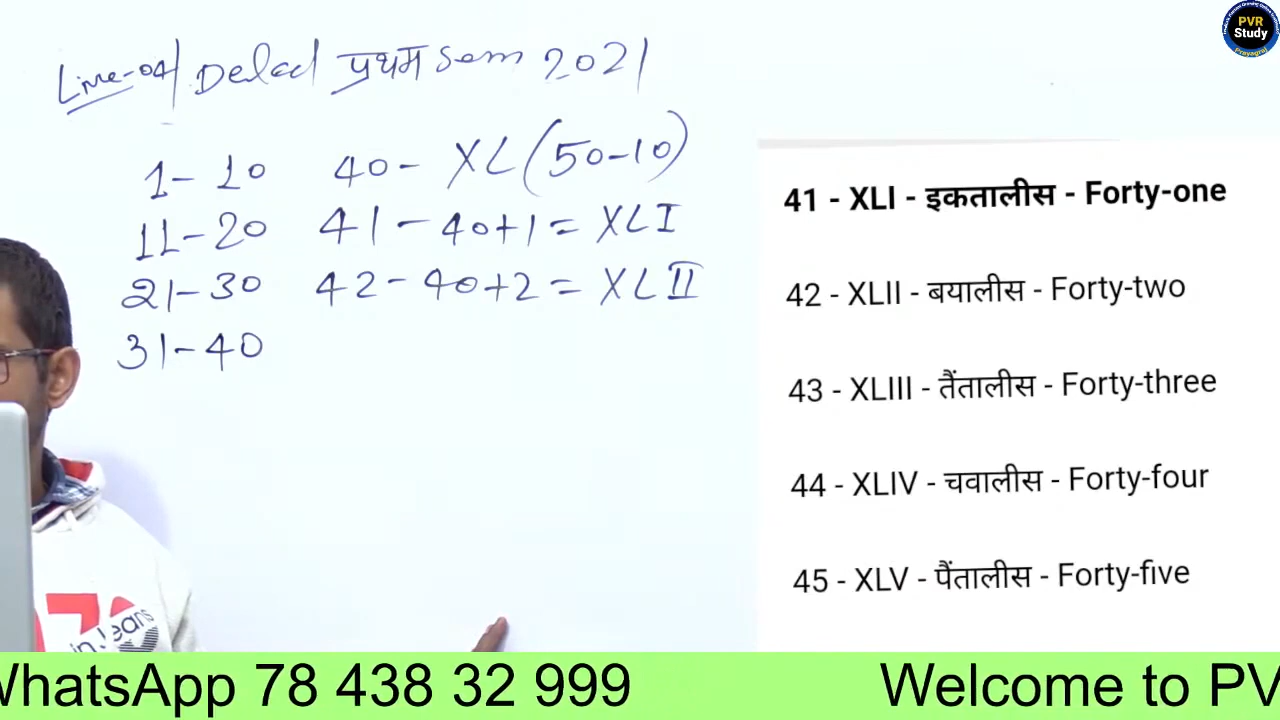 Live-04 Deled प्रथम Sem 2021
1-10 40- XL (50-10)
11-20 41 - 40+1 = XLI
21-30 42 - 40+2 = XLII
31-40
41 - XLI - इकतालीस - Forty-one
42 - XLII - बयालीस - Forty-two
43 - XLIII - तैंतालीस - Forty-three
44 - XLIV - चवालीस - Forty-four
45 - XLV - पैंतालीस - Forty-five
PVR
Study
Prayagraj
in Jeans
WhatsApp 78 438 32 999 Welcome to PV